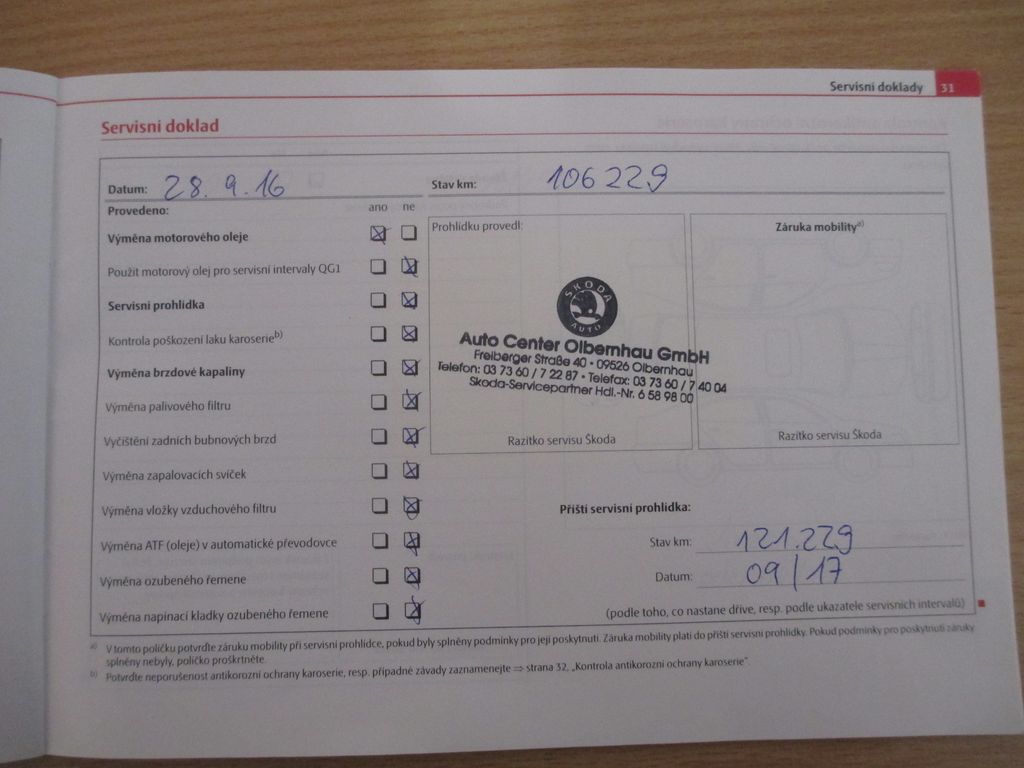 Servisní doklady 31
Servisní doklad
Datum: 28. 9. 16
Stav km: 106 229
Provedeno: ano ne
Výměna motorového oleje
Použit motorový olej pro servisní intervaly QG1
Servisní prohlídka
Kontrola poškození laku karoserie b)
Výměna brzdové kapaliny
Výměna palivového filtru
Vyčištění zadních bubnových brzd
Výměna zapalovacích svíček
Výměna vložky vzduchového filtru
Výměna ATF (oleje) v automatické převodovce
Výměna ozubeného řemene
Výměna napínací kladky ozubeného řemene
Prohlídku provedl:
SKODA
AUTO
Auto Center Olbernhau GmbH
Freiberger Straße 40 · 09526 Olbernhau
Telefon: 03 73 60 / 7 22 87 · Telefax: 03 73 60 / 7 40 04
Skoda-Servicepartner Hdl.-Nr. 6 58 98 00
Razítko servisu Škoda
Záruka mobility a)
Razítko servisu Škoda
Příští servisní prohlídka:
Stav km: 121.229
Datum: 09/17
(podle toho, co nastane dříve, resp. podle ukazatele servisních intervalů)
a) V tomto políčku potvrďte záruku mobility při servisní prohlídce, pokud byly splněny podmínky pro její poskytnutí. Záruka mobility platí do příští servisní prohlídky. Pokud podmínky pro poskytnutí záruky
splněny nebyly, políčko proškrtněte.
b) Potvrďte neporušenost antikorozní ochrany karoserie, resp. případné závady zaznamenejte ⇒ strana 32, „Kontrola antikorozní ochrany karoserie“.